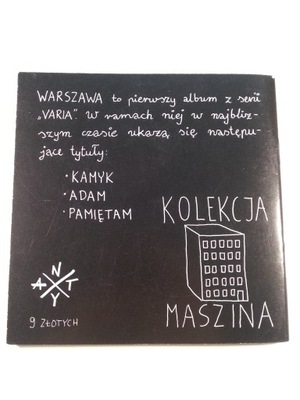 WARSZAWA to pierwszy album z serii
„VARIA". W ramach niej w najbliż-
szym czasie ukażą się następu-
jące tytuły:
· KAMYK
· ADAM
· PAMIĘTAM
KOLEKCJA
MASZINA
ANTY
9 ZŁOTYCH